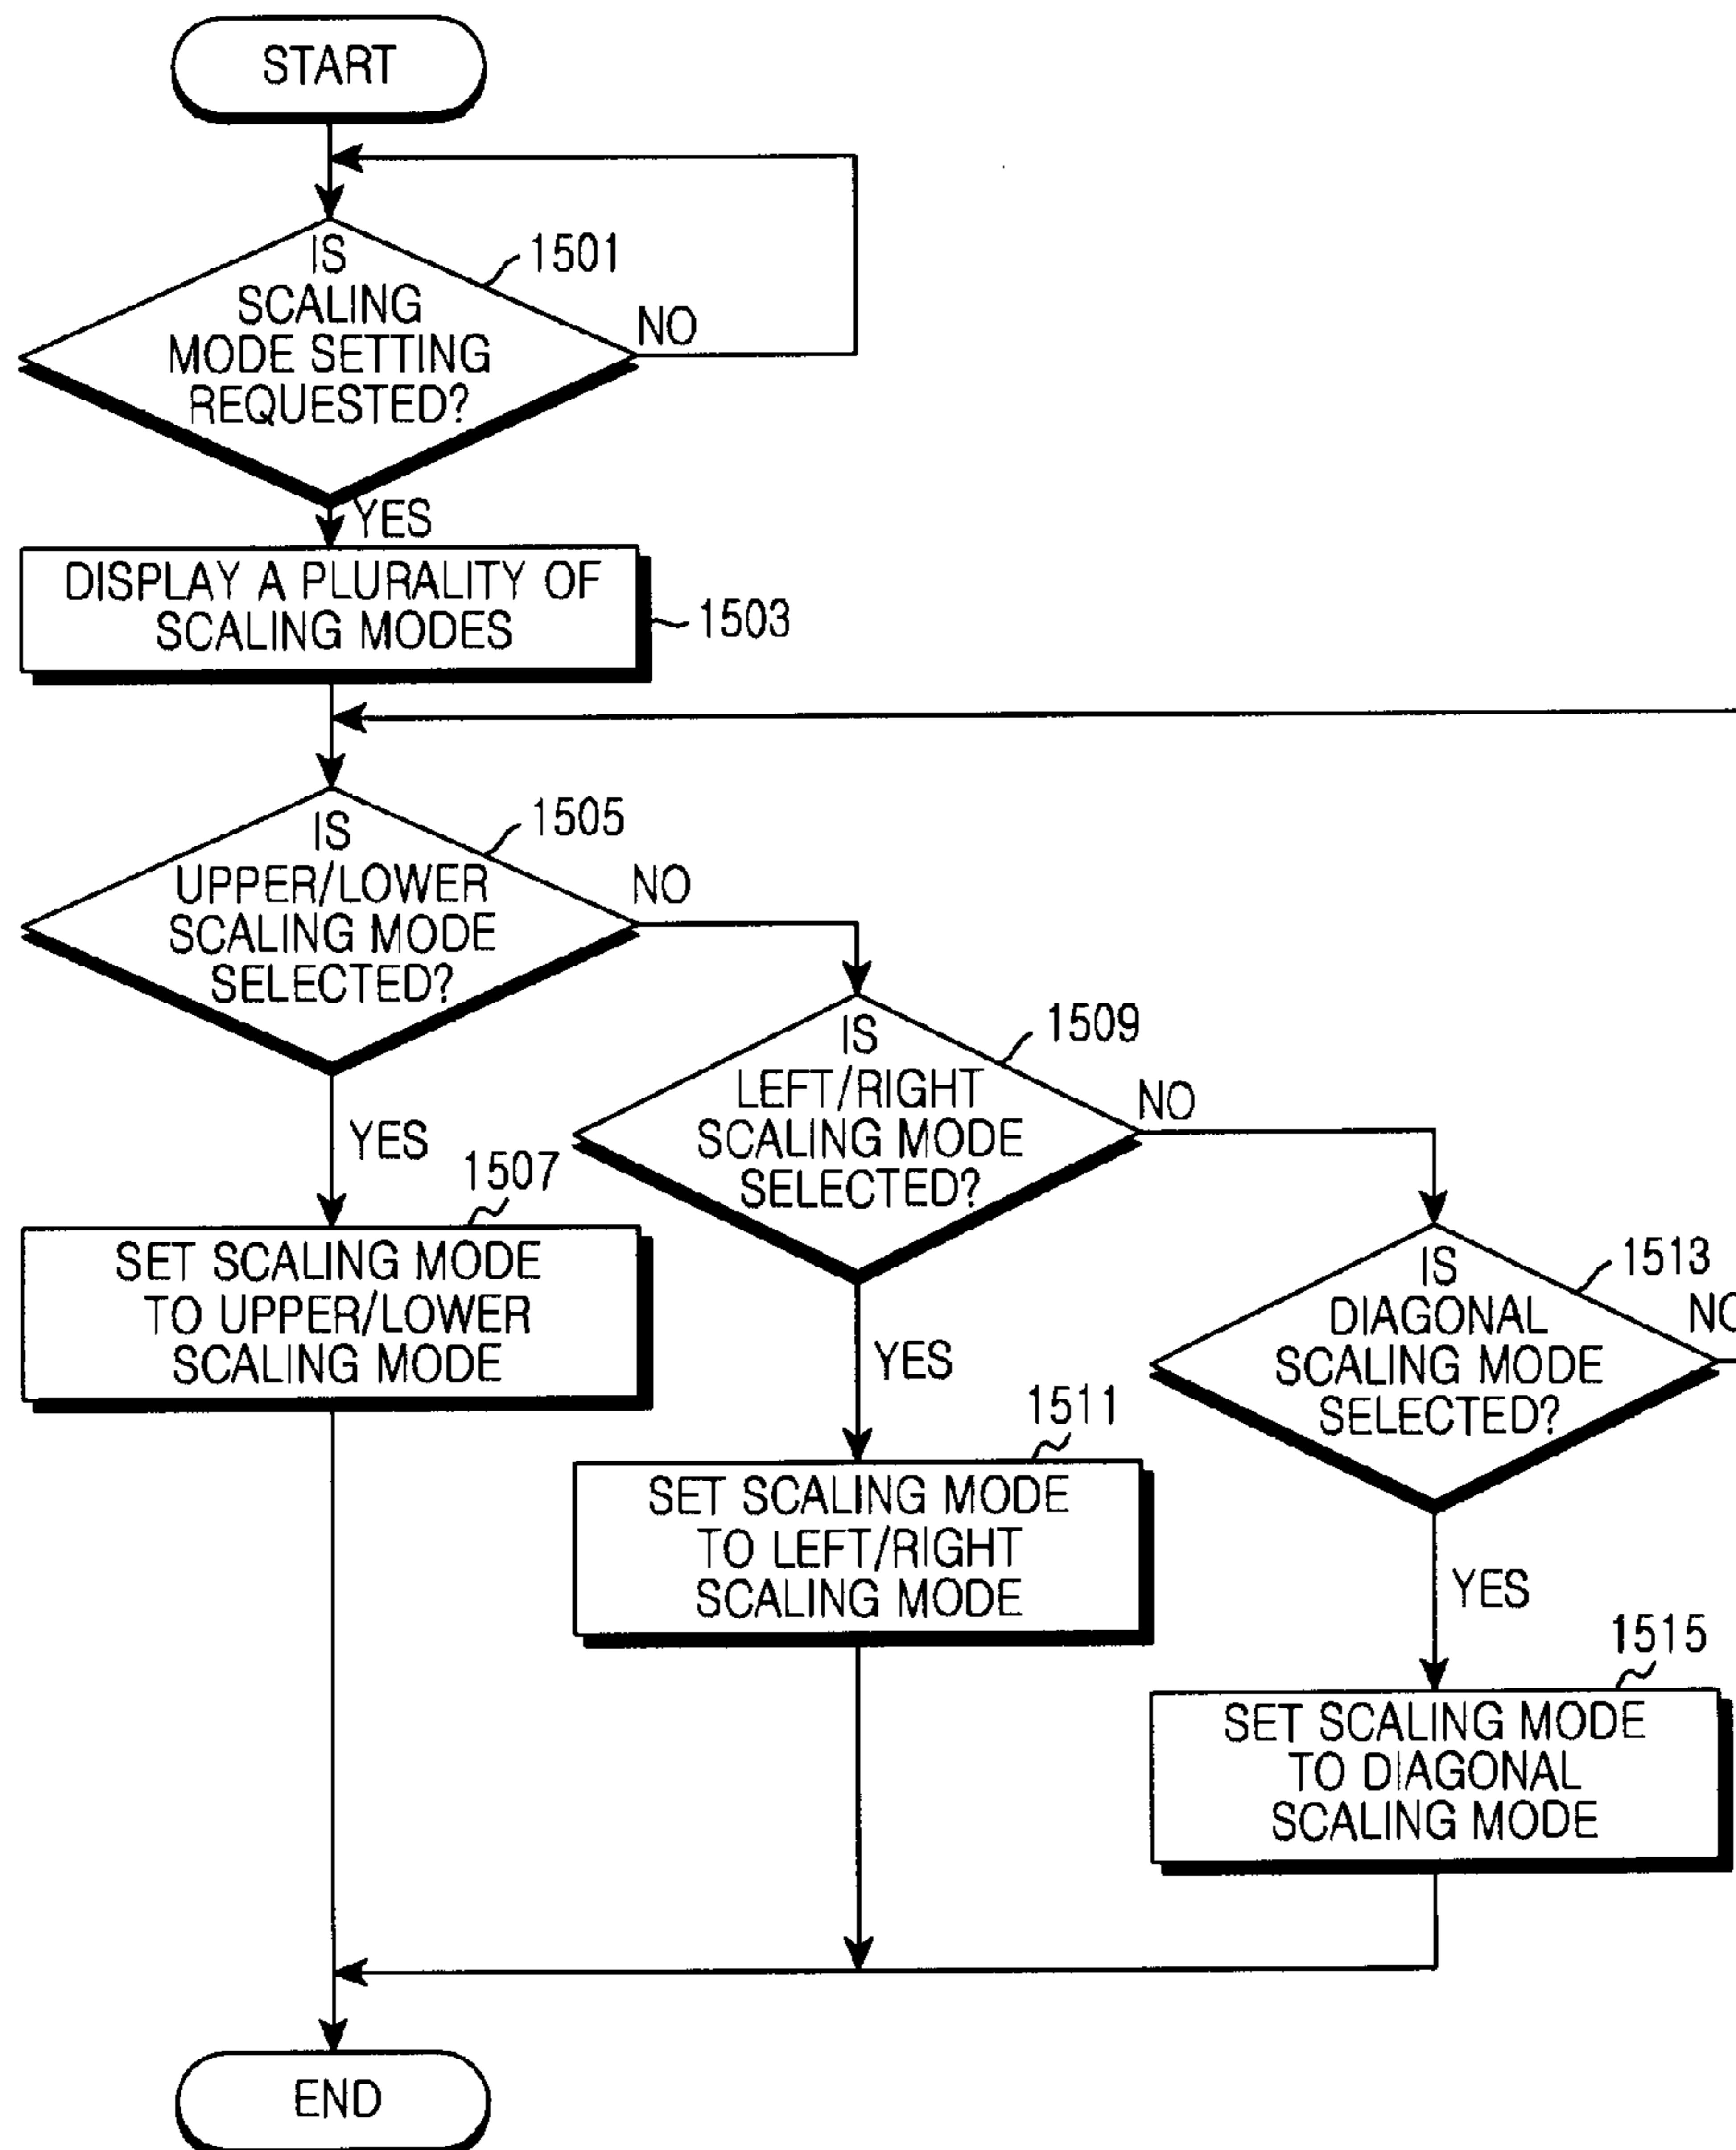 START
IS
SCALING
MODE SETTING
REQUESTED?
1501
NO
YES
DISPLAY A PLURALITY OF
SCALING MODES
1503
IS
UPPER/LOWER
SCALING MODE
SELECTED?
1505
NO
YES
1507
SET SCALING MODE
TO UPPER/LOWER
SCALING MODE
IS
LEFT/RIGHT
SCALING MODE
SELECTED?
1509
NO
YES
1511
SET SCALING MODE
TO LEFT/RIGHT
SCALING MODE
IS
DIAGONAL
SCALING MODE
SELECTED?
1513
NO
YES
1515
SET SCALING MODE
TO DIAGONAL
SCALING MODE
END